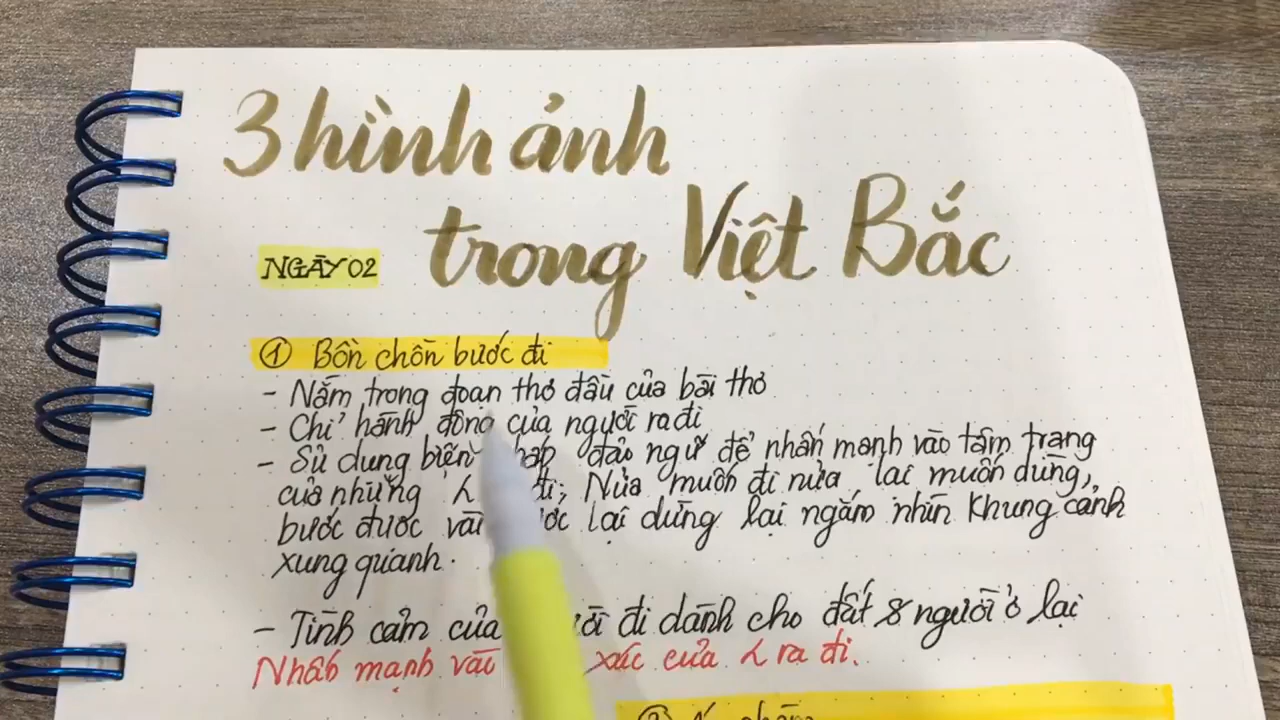 3 hình ảnh
trong Việt Bắc
NGÀY 02
① Bồn chồn bước đi
- Nằm trong đoạn thơ đầu của bài thơ
- Chỉ hành động của người ra đi
- Sử dụng biện đảo ngữ để nhấn mạnh vào tâm trạng
của những đi; Nửa muốn đi nửa lại muốn dừng,
bước được vài lại dừng lại ngắm nhìn khung cảnh
xung quanh.
- Tình cảm của đi dành cho đất & người ở lại
Nhấn mạnh vào xúc của ra đi.